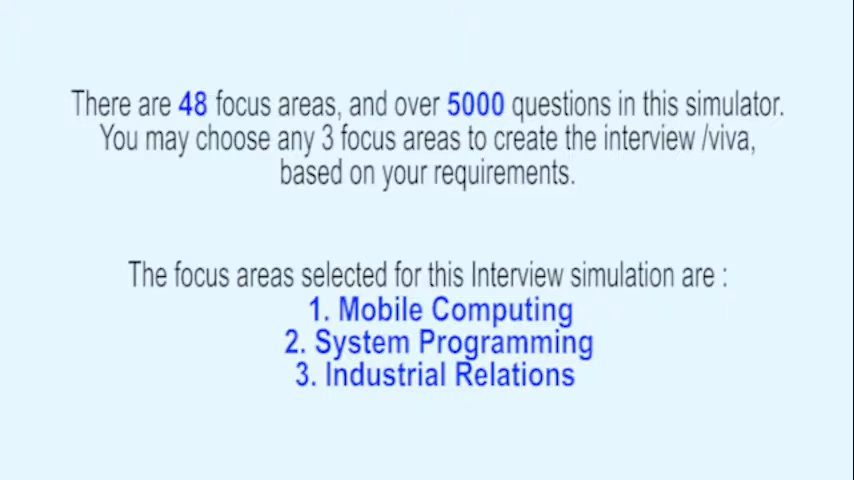 There are 48 focus areas, and over 5000 questions in this simulator.
You may choose any 3 focus areas to create the interview /viva,
based on your requirements.
The focus areas selected for this Interview simulation are :
1. Mobile Computing
2. System Programming
3. Industrial Relations